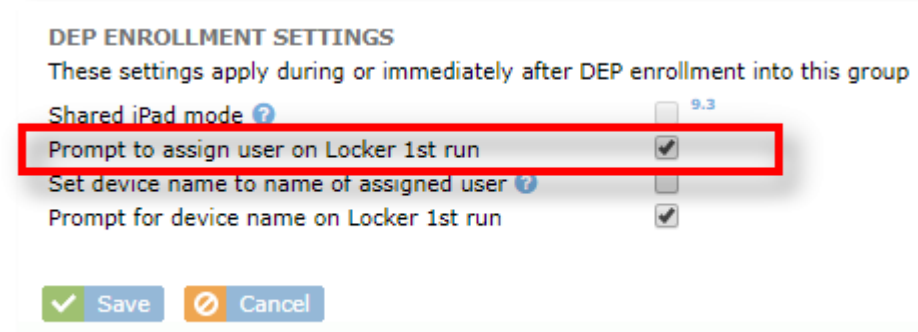 DEP ENROLLMENT SETTINGS
These settings apply during or immediately after DEP enrollment into this group
Shared iPad mode ? 9.3
Prompt to assign user on Locker 1st run
Set device name to name of assigned user ?
Prompt for device name on Locker 1st run
Save Cancel